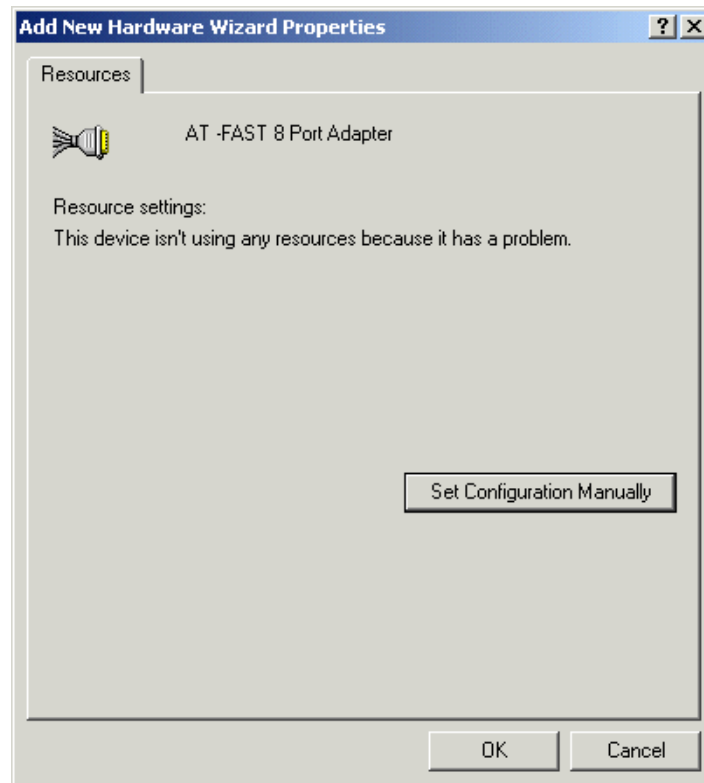 Add New Hardware Wizard Properties
Resources
AT -FAST 8 Port Adapter
Resource settings:
This device isn't using any resources because it has a problem.
Set Configuration Manually
OK
Cancel